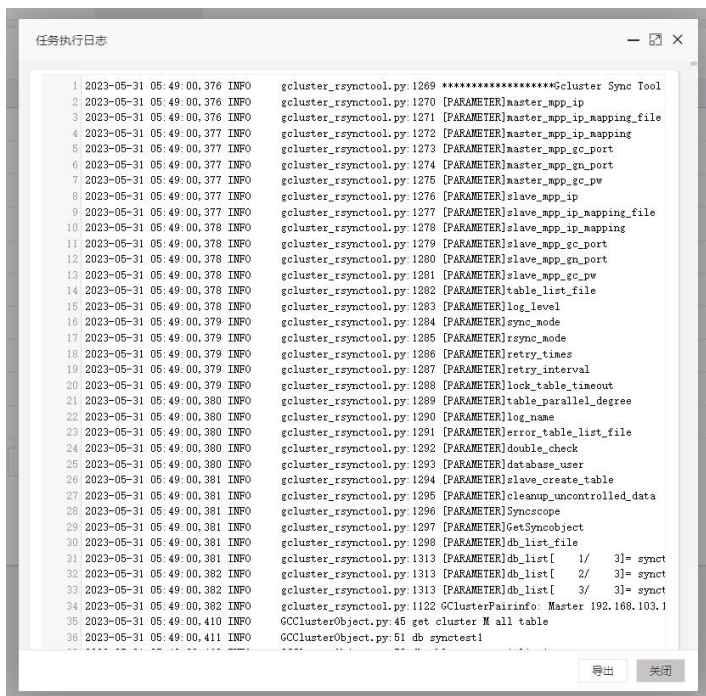 任务执行日志
1 2023-05-31 05:49:00,376 INFO gcluster_rsynctool.py:1269 *******************Gcluster Sync Tool
2 2023-05-31 05:49:00,376 INFO gcluster_rsynctool.py:1270 [PARAMETER]master_mpp_ip
3 2023-05-31 05:49:00,376 INFO gcluster_rsynctool.py:1271 [PARAMETER]master_mpp_ip_mapping_file
4 2023-05-31 05:49:00,377 INFO gcluster_rsynctool.py:1272 [PARAMETER]master_mpp_ip_mapping
5 2023-05-31 05:49:00,377 INFO gcluster_rsynctool.py:1273 [PARAMETER]master_mpp_gc_port
6 2023-05-31 05:49:00,377 INFO gcluster_rsynctool.py:1274 [PARAMETER]master_mpp_gn_port
7 2023-05-31 05:49:00,377 INFO gcluster_rsynctool.py:1275 [PARAMETER]master_mpp_gc_pw
8 2023-05-31 05:49:00,377 INFO gcluster_rsynctool.py:1276 [PARAMETER]slave_mpp_ip
9 2023-05-31 05:49:00,377 INFO gcluster_rsynctool.py:1277 [PARAMETER]slave_mpp_ip_mapping_file
10 2023-05-31 05:49:00,378 INFO gcluster_rsynctool.py:1278 [PARAMETER]slave_mpp_ip_mapping
11 2023-05-31 05:49:00,378 INFO gcluster_rsynctool.py:1279 [PARAMETER]slave_mpp_gc_port
12 2023-05-31 05:49:00,378 INFO gcluster_rsynctool.py:1280 [PARAMETER]slave_mpp_gn_port
13 2023-05-31 05:49:00,378 INFO gcluster_rsynctool.py:1281 [PARAMETER]slave_mpp_gc_pw
14 2023-05-31 05:49:00,378 INFO gcluster_rsynctool.py:1282 [PARAMETER]table_list_file
15 2023-05-31 05:49:00,378 INFO gcluster_rsynctool.py:1283 [PARAMETER]log_level
16 2023-05-31 05:49:00,379 INFO gcluster_rsynctool.py:1284 [PARAMETER]sync_mode
17 2023-05-31 05:49:00,379 INFO gcluster_rsynctool.py:1285 [PARAMETER]rsync_mode
18 2023-05-31 05:49:00,379 INFO gcluster_rsynctool.py:1286 [PARAMETER]retry_times
19 2023-05-31 05:49:00,379 INFO gcluster_rsynctool.py:1287 [PARAMETER]retry_interval
20 2023-05-31 05:49:00,379 INFO gcluster_rsynctool.py:1288 [PARAMETER]lock_table_timeout
21 2023-05-31 05:49:00,380 INFO gcluster_rsynctool.py:1289 [PARAMETER]table_parallel_degree
22 2023-05-31 05:49:00,380 INFO gcluster_rsynctool.py:1290 [PARAMETER]log_name
23 2023-05-31 05:49:00,380 INFO gcluster_rsynctool.py:1291 [PARAMETER]error_table_list_file
24 2023-05-31 05:49:00,380 INFO gcluster_rsynctool.py:1292 [PARAMETER]double_check
25 2023-05-31 05:49:00,380 INFO gcluster_rsynctool.py:1293 [PARAMETER]database_user
26 2023-05-31 05:49:00,381 INFO gcluster_rsynctool.py:1294 [PARAMETER]slave_create_table
27 2023-05-31 05:49:00,381 INFO gcluster_rsynctool.py:1295 [PARAMETER]cleanup_uncontrolled_data
28 2023-05-31 05:49:00,381 INFO gcluster_rsynctool.py:1296 [PARAMETER]Syncscope
29 2023-05-31 05:49:00,381 INFO gcluster_rsynctool.py:1297 [PARAMETER]GetSyncobject
30 2023-05-31 05:49:00,381 INFO gcluster_rsynctool.py:1298 [PARAMETER]db_list_file
31 2023-05-31 05:49:00,381 INFO gcluster_rsynctool.py:1313 [PARAMETER]db_list[ 1/ 3]= synct
32 2023-05-31 05:49:00,382 INFO gcluster_rsynctool.py:1313 [PARAMETER]db_list[ 2/ 3]= synct
33 2023-05-31 05:49:00,382 INFO gcluster_rsynctool.py:1313 [PARAMETER]db_list[ 3/ 3]= synct
34 2023-05-31 05:49:00,382 INFO gcluster_rsynctool.py:1122 GClusterPairinfo: Master 192.168.103.1
35 2023-05-31 05:49:00,410 INFO GCClusterObject.py:45 get cluster M all table
36 2023-05-31 05:49:00,411 INFO GCClusterObject.py:51 db synctest1
导出 关闭